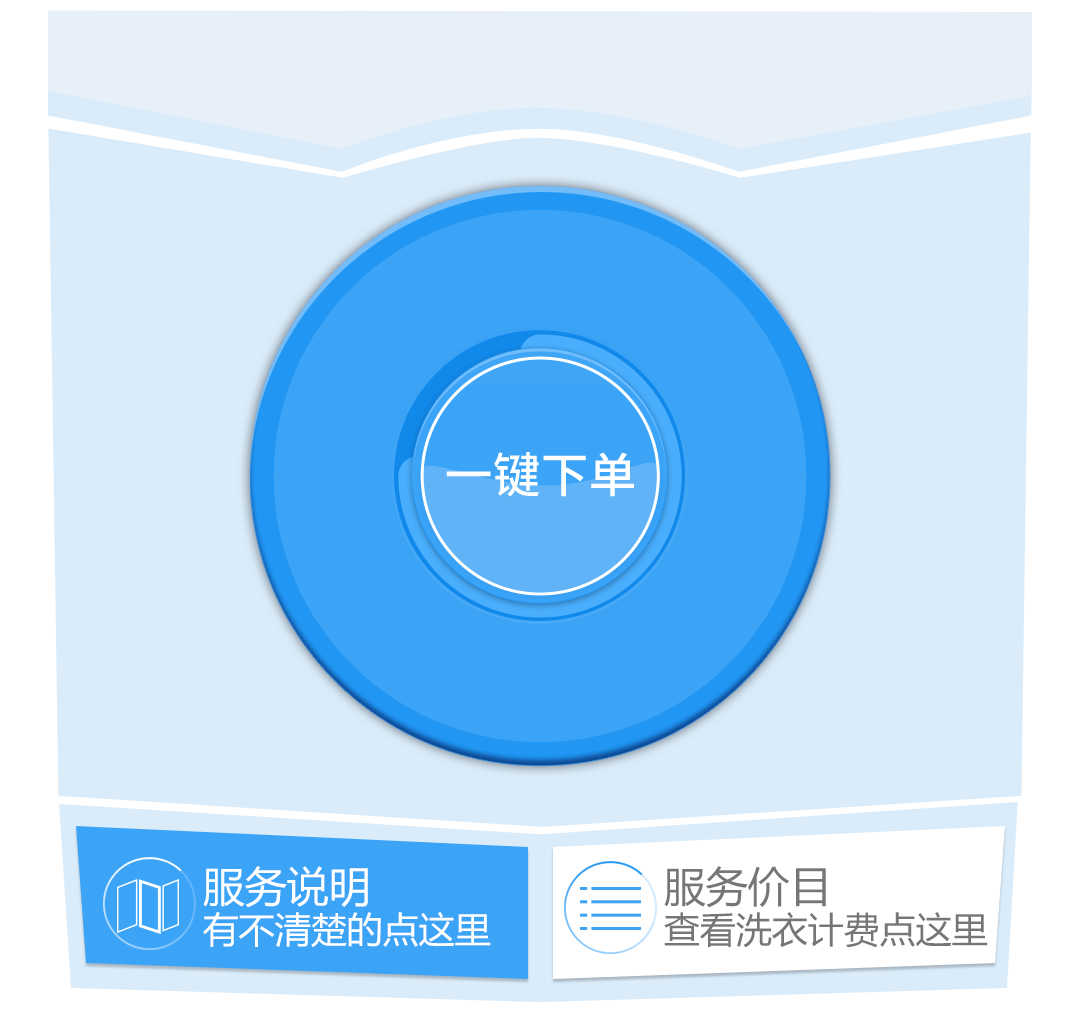 一键下单
服务说明
有不清楚的点这里
服务价目
查看洗衣计费点这里